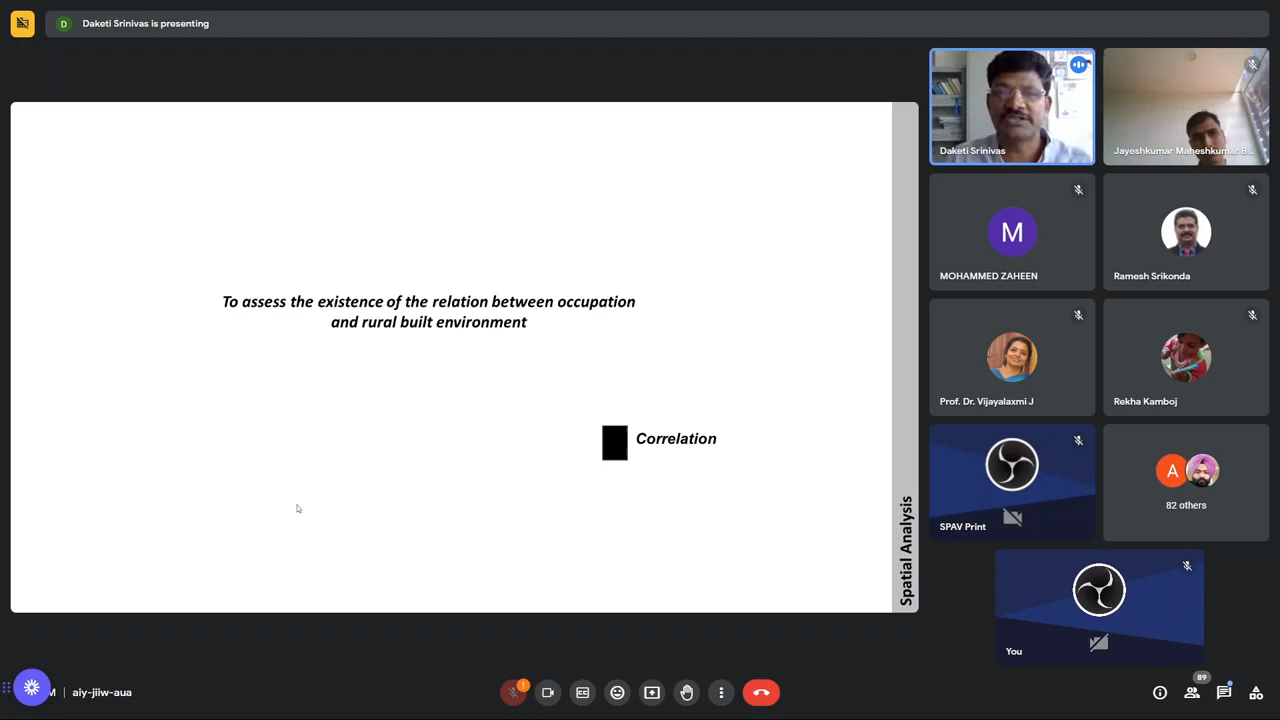 D
Daketi Srinivas is presenting
To assess the existence of the relation between occupation
and rural built environment
Correlation
Spatial Analysis
Daketi Srinivas
Jayeshkumar Maheshkumar B...
M
MOHAMMED ZAHEEN
Ramesh Srikonda
Prof. Dr. Vijayalaxmi J
Rekha Kamboj
SPAV Print
A
82 others
You
M | aiy-jiiw-aua
!
89